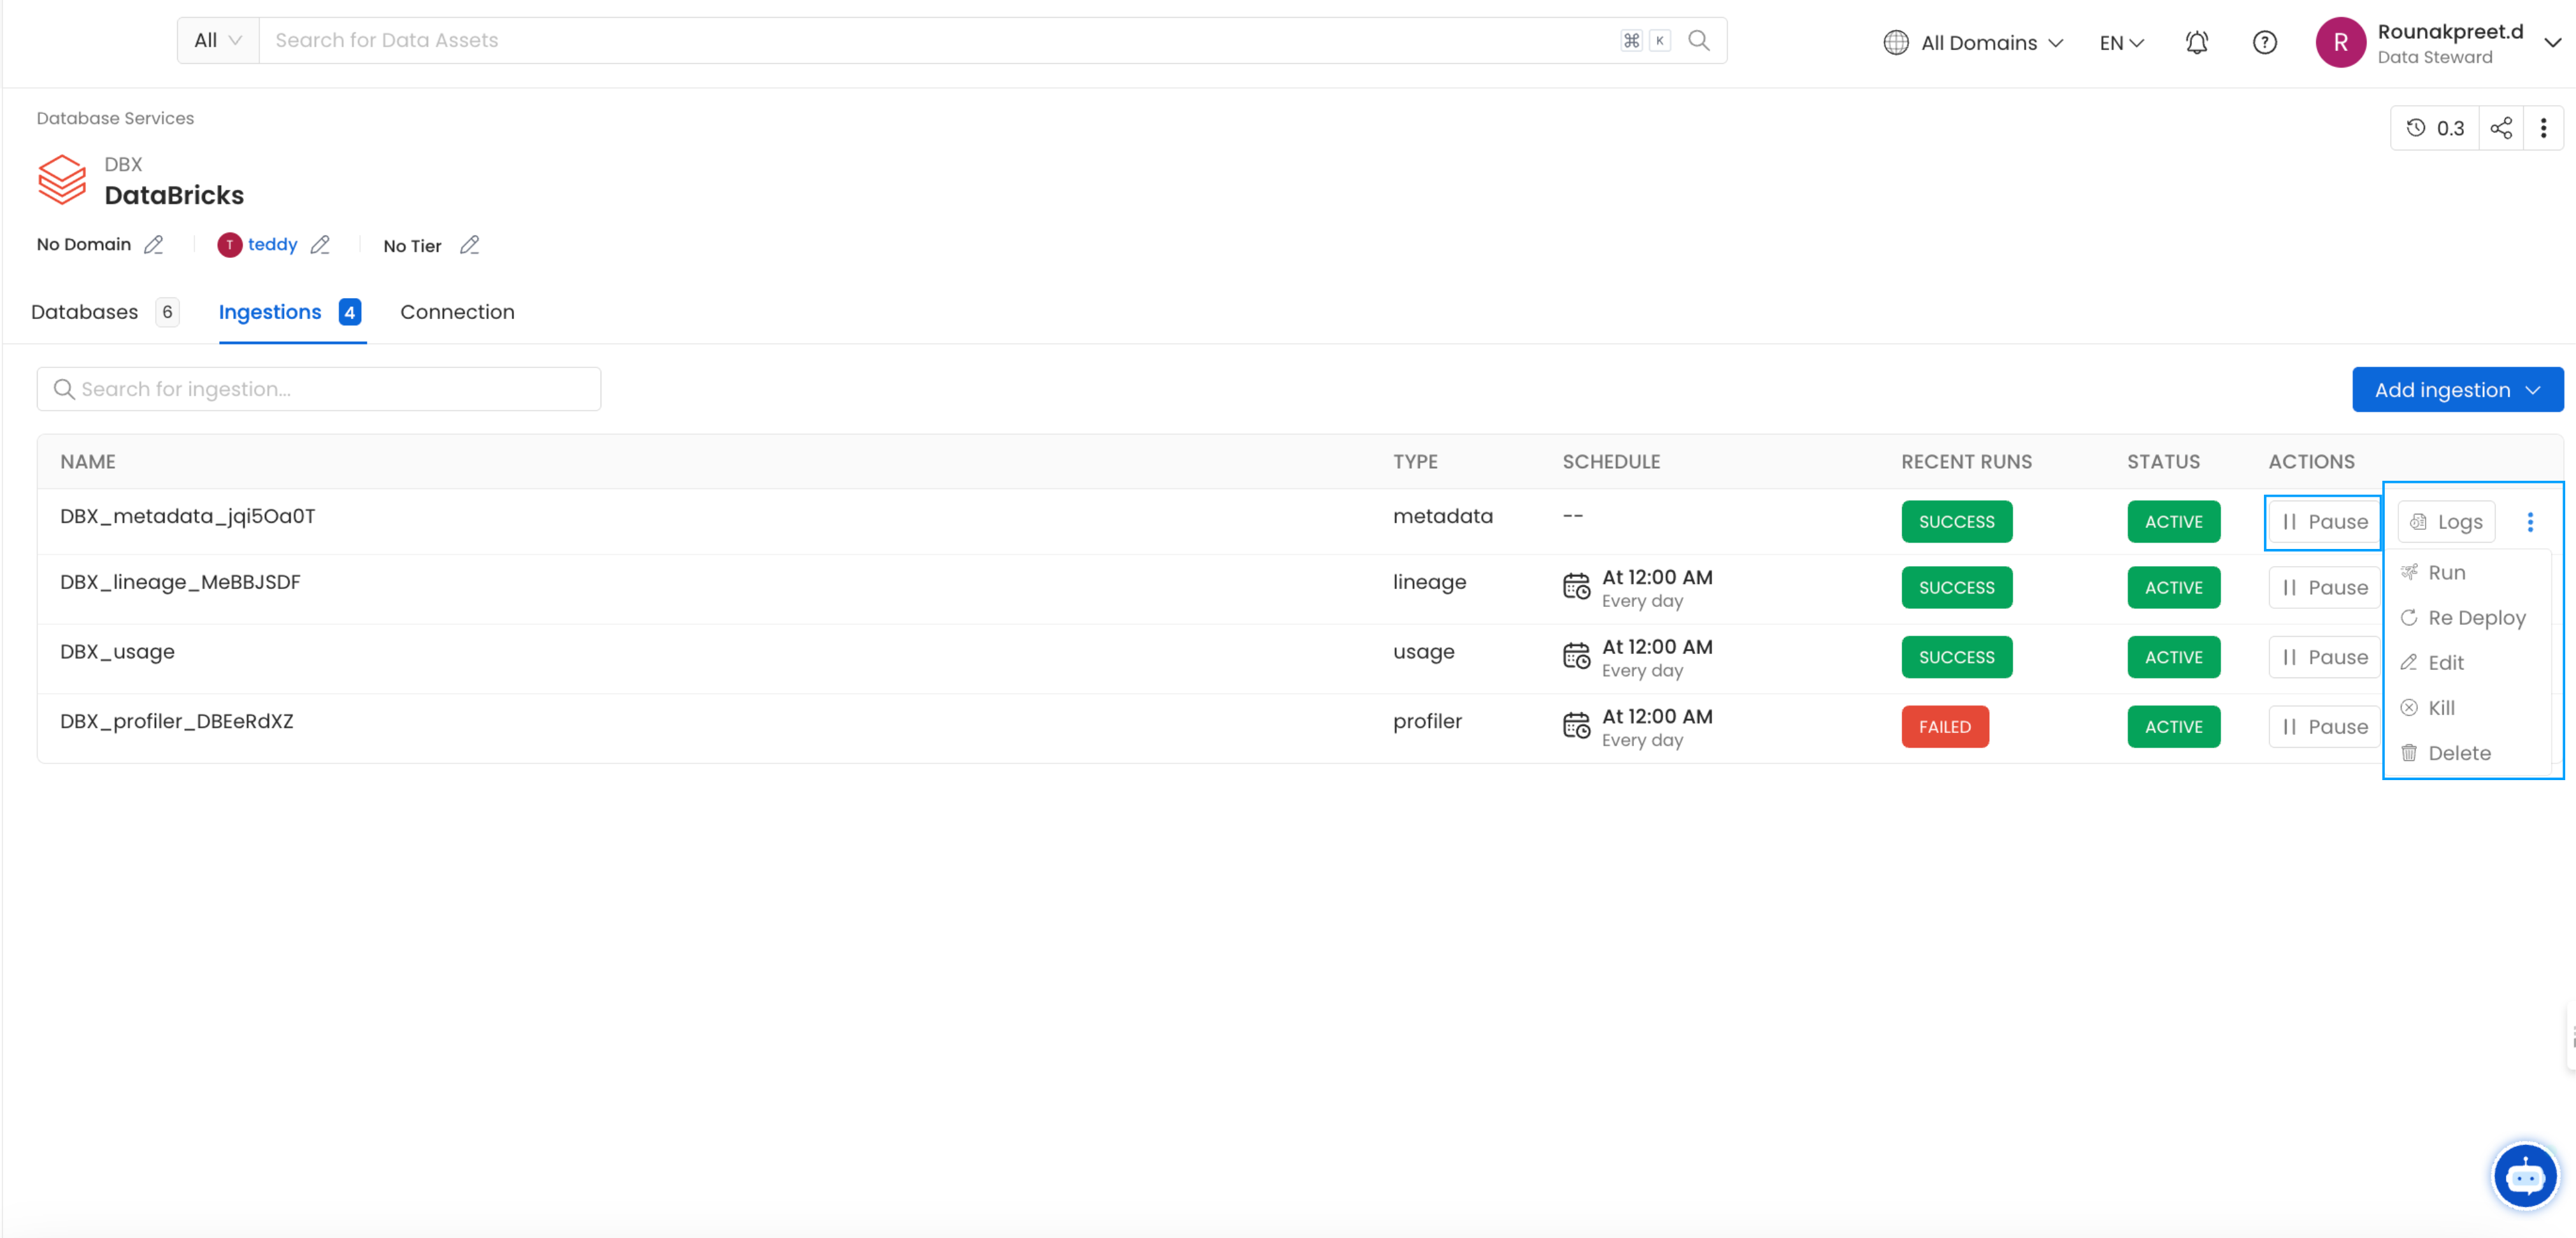 All Search for Data Assets ⌘ K All Domains EN R Rounakpreet.d
Data Steward
Database Services
0.3
DBX
DataBricks
No Domain T teddy No Tier
Databases 6 Ingestions 4 Connection
Search for ingestion... Add ingestion
NAME TYPE SCHEDULE RECENT RUNS STATUS ACTIONS
DBX_metadata_jqi5Oa0T metadata -- SUCCESS ACTIVE Pause Logs
Run
DBX_lineage_MeBBJSDF lineage At 12:00 AM SUCCESS ACTIVE Pause
Every day
Re Deploy
DBX_usage usage At 12:00 AM SUCCESS ACTIVE Pause
Every day
Edit
Kill
DBX_profiler_DBEeRdXZ profiler At 12:00 AM FAILED ACTIVE Pause
Every day
Delete